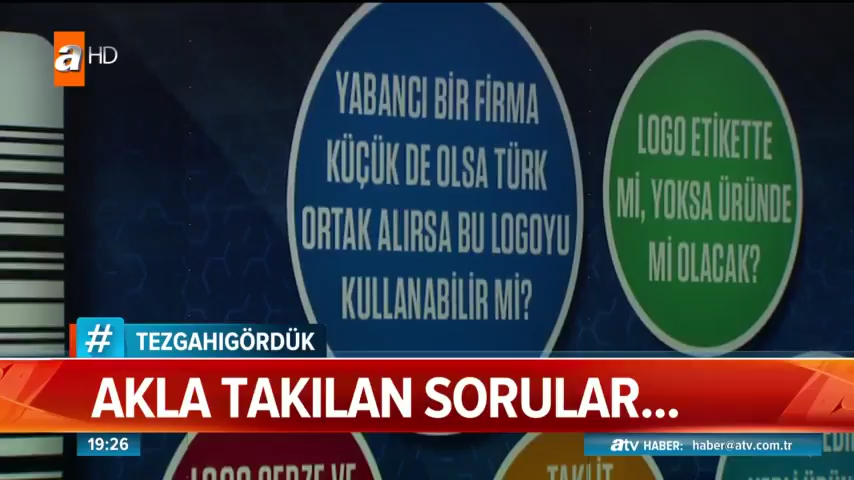 a HD
YABANCI BİR FİRMA
KÜÇÜK DE OLSA TÜRK
ORTAK ALIRSA BU LOGOYU
KULLANABİLİR Mİ?
LOGO ETİKETTE
Mİ, YOKSA ÜRÜNDE
Mİ OLACAK?
# TEZGAHIGÖRDÜK
AKLA TAKILAN SORULAR...
19:26
atv HABER: haber@atv.com.tr
TAKLİT